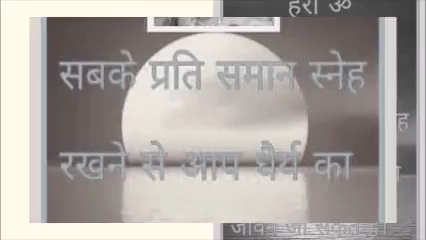 हरी ॐ
सबके प्रति समान स्नेह
रखने से आप धैर्य का